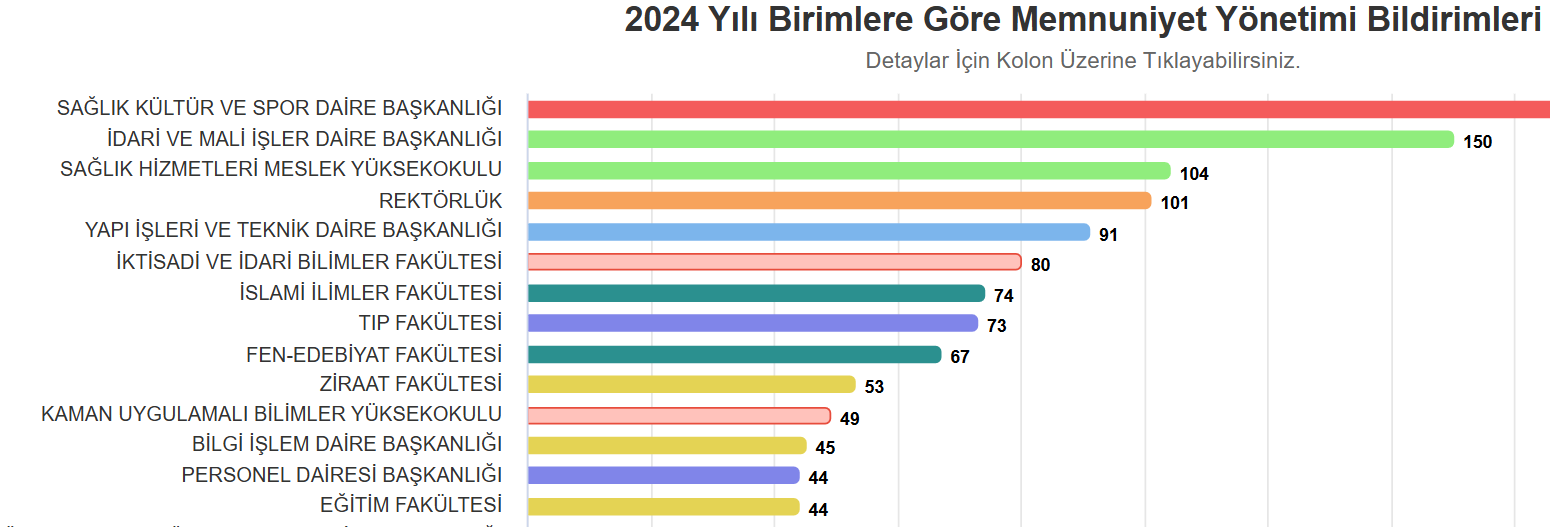 2024 Yılı Birimlere Göre Memnuniyet Yönetimi Bildirimleri
Detaylar İçin Kolon Üzerine Tıklayabilirsiniz.
SAĞLIK KÜLTÜR VE SPOR DAİRE BAŞKANLIĞI
İDARİ VE MALİ İŞLER DAİRE BAŞKANLIĞI 150
SAĞLIK HİZMETLERİ MESLEK YÜKSEKOKULU 104
REKTÖRLÜK 101
YAPI İŞLERİ VE TEKNİK DAİRE BAŞKANLIĞI 91
İKTİSADİ VE İDARİ BİLİMLER FAKÜLTESİ 80
İSLAMİ İLİMLER FAKÜLTESİ 74
TIP FAKÜLTESİ 73
FEN-EDEBİYAT FAKÜLTESİ 67
ZİRAAT FAKÜLTESİ 53
KAMAN UYGULAMALI BİLİMLER YÜKSEKOKULU 49
BİLGİ İŞLEM DAİRE BAŞKANLIĞI 45
PERSONEL DAİRESİ BAŞKANLIĞI 44
EĞİTİM FAKÜLTESİ 44